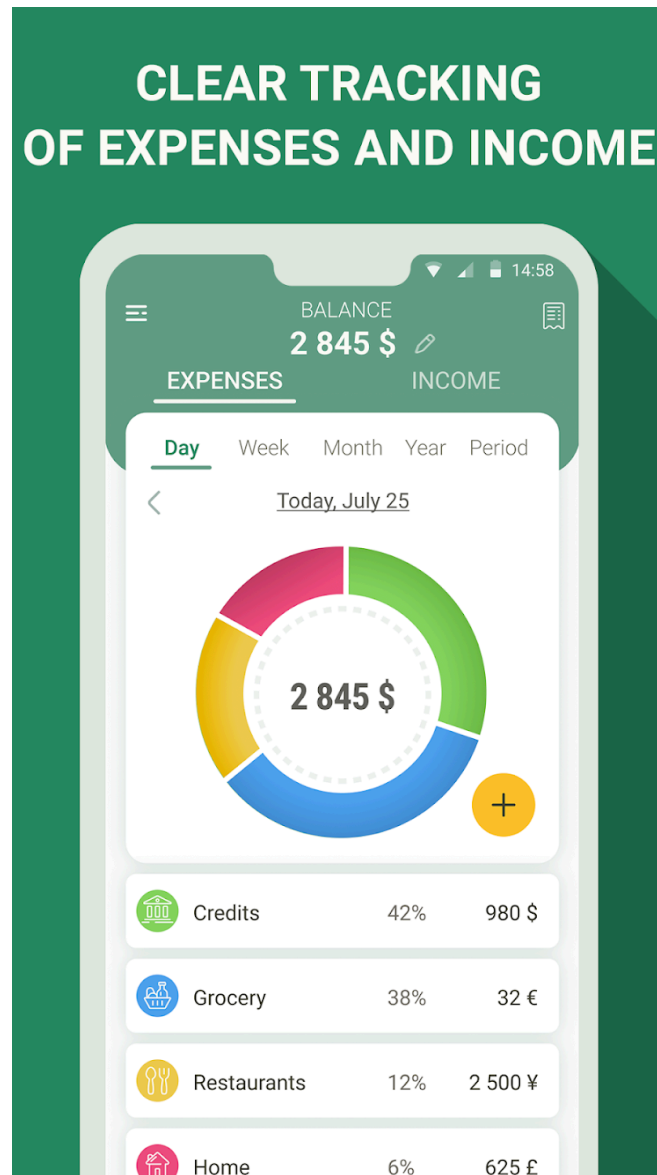 CLEAR TRACKING
OF EXPENSES AND INCOME
14:58
BALANCE
2 845 $
EXPENSES INCOME
Day Week Month Year Period
Today, July 25
2 845 $
+
Credits 42% 980 $
Grocery 38% 32 €
Restaurants 12% 2 500 ¥
Home 6% 625 £